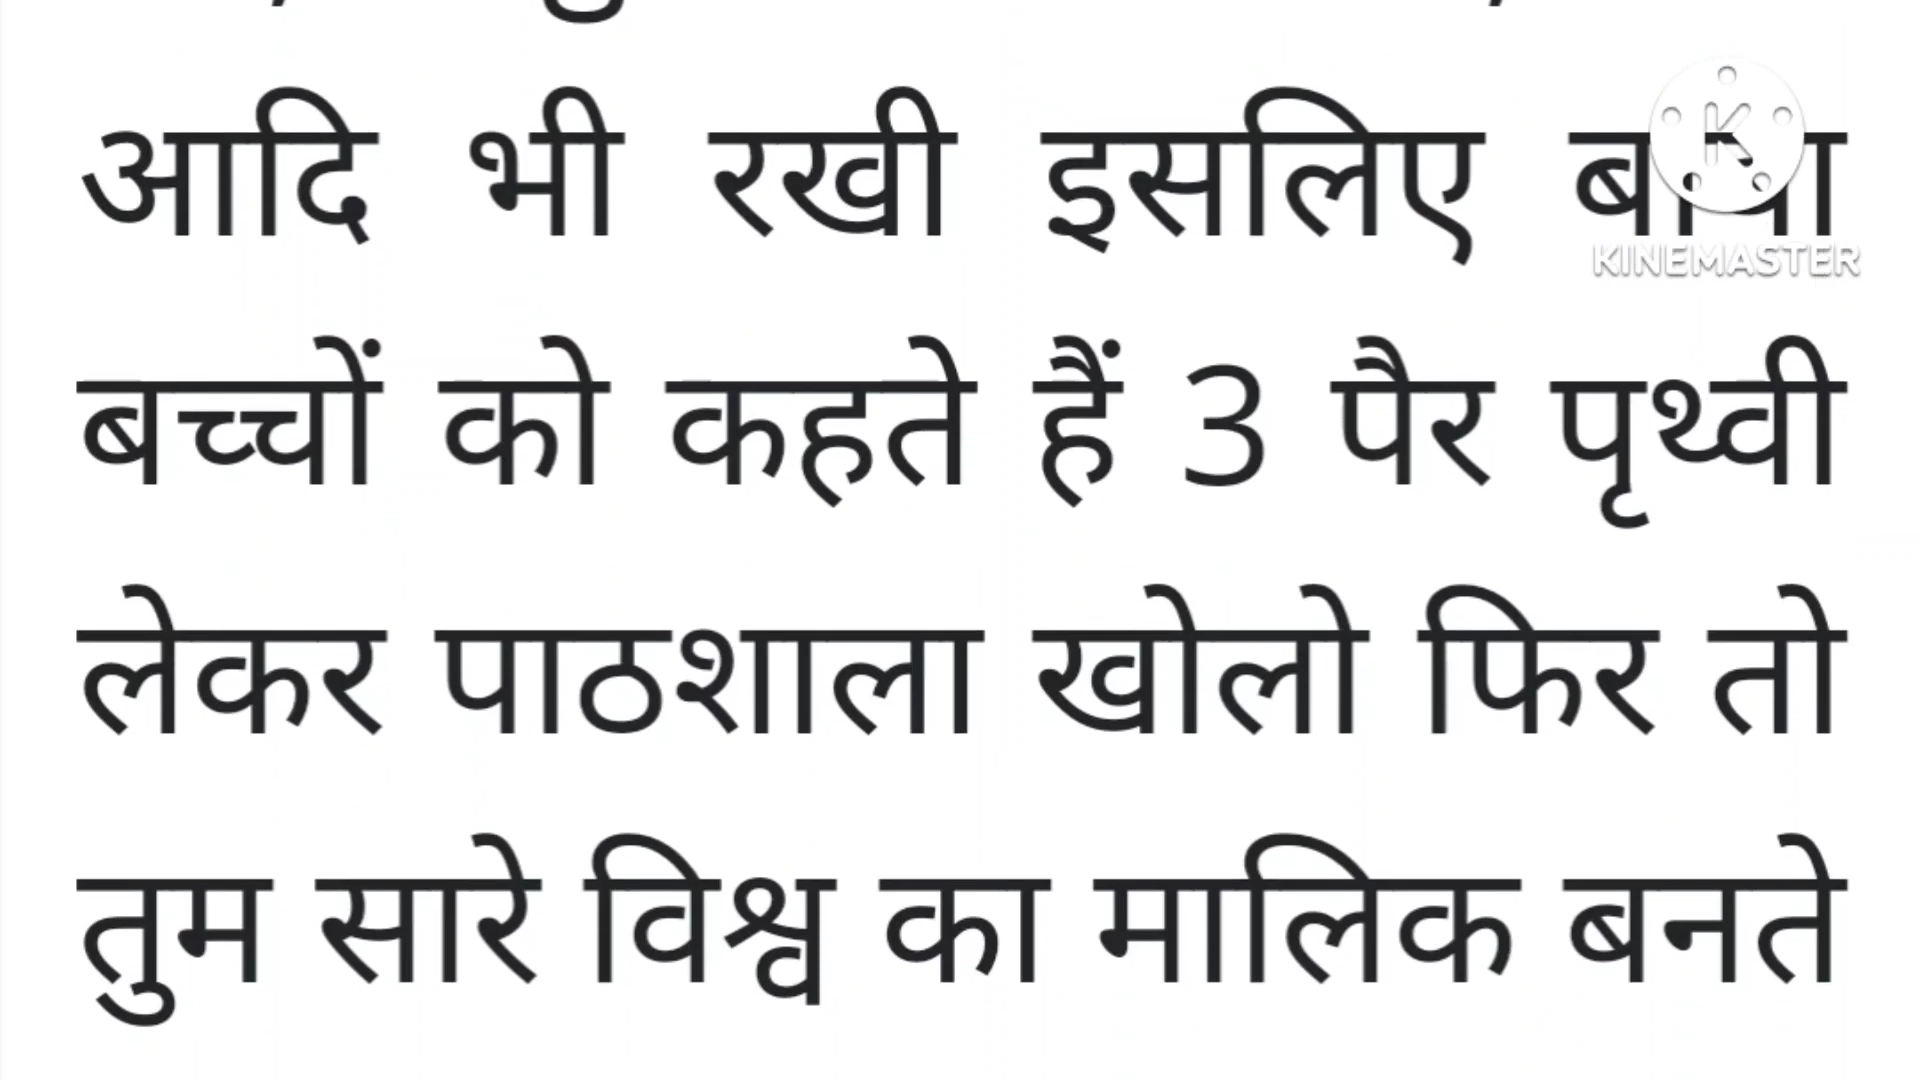 आदि भी रखी इसलिए बाबा
KINEMASTER
बच्चों को कहते हैं 3 पैर पृथ्वी
लेकर पाठशाला खोलो फिर तो
तुम सारे विश्व का मालिक बनते